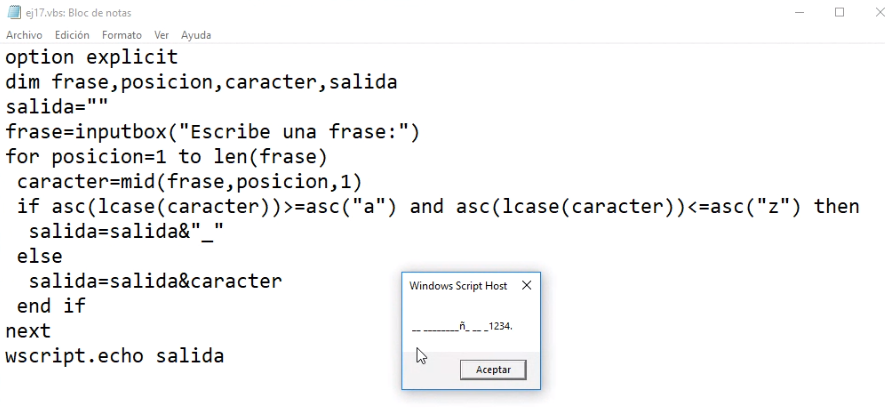 ej17.vbs: Bloc de notas
Archivo Edición Formato Ver Ayuda
option explicit
dim frase,posicion,caracter,salida
salida=""
frase=inputbox("Escribe una frase:")
for posicion=1 to len(frase)
 caracter=mid(frase,posicion,1)
 if asc(lcase(caracter))>=asc("a") and asc(lcase(caracter))<=asc("z") then
  salida=salida&"_"
 else
  salida=salida&caracter
 end if
next
wscript.echo salida
Windows Script Host
__ ________ñ_ __ _1234.
Aceptar